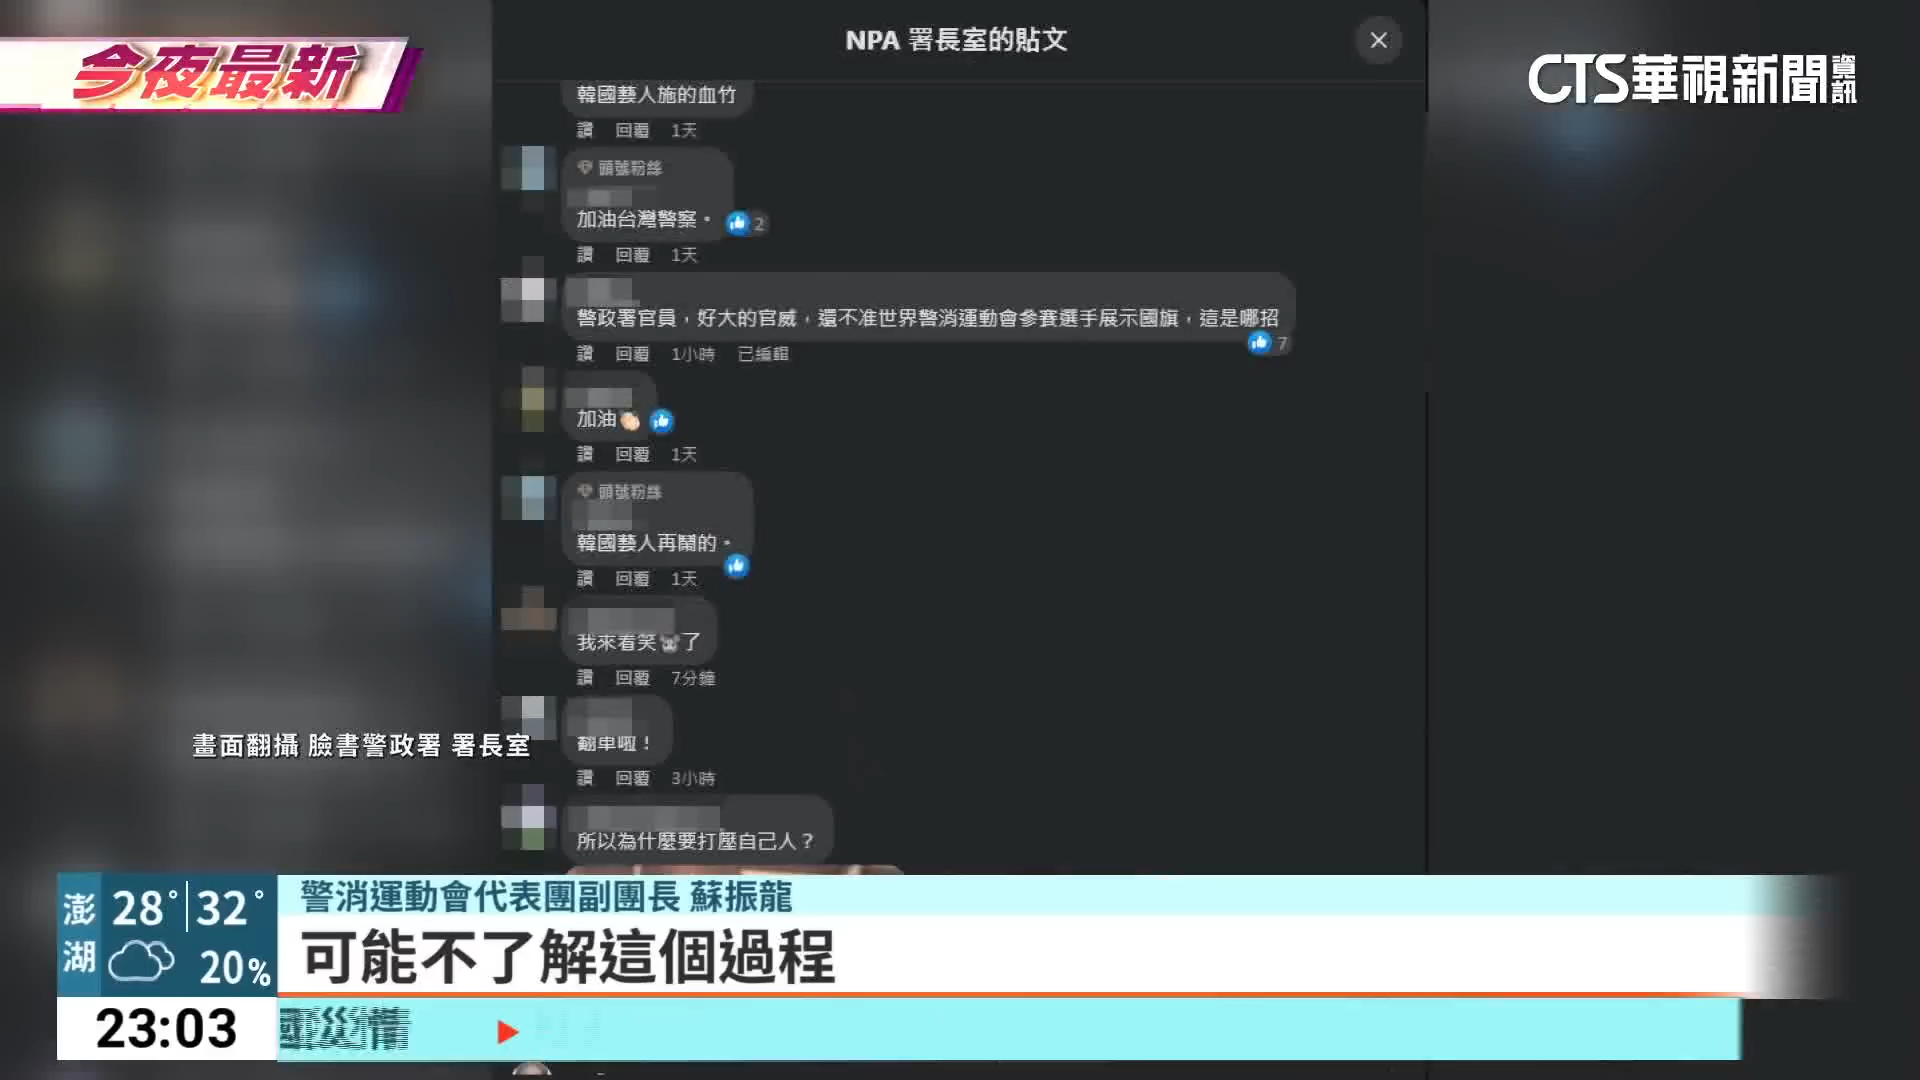 今夜最新
NPA 署長室的貼文
CTS華視新聞資訊
韓國藝人施的血竹
讚 回覆 1天
頭號粉絲
加油台灣警察。
2
讚 回覆 1天
警政署官員，好大的官威，還不准世界警消運動會參賽選手展示國旗，這是哪招
7
讚 回覆 1小時 已編輯
加油
讚 回覆 1天
頭號粉絲
韓國藝人再鬧的。
讚 回覆 1天
我來看笑了
讚 回覆 7分鐘
翻車啦！
讚 回覆 3小時
所以為什麼要打壓自己人？
畫面翻攝 臉書警政署 署長室
澎湖 28° 32°
20%
警消運動會代表團副團長 蘇振龍
可能不了解這個過程
23:03
國災情